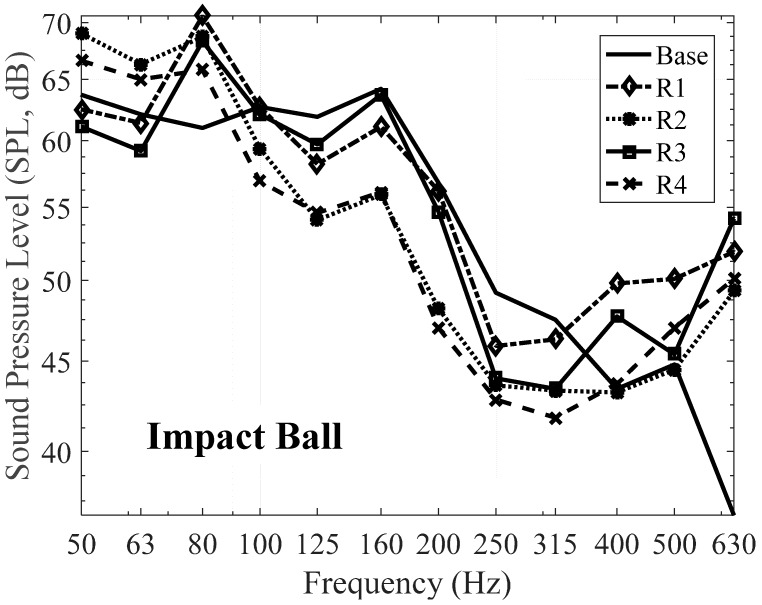 Sound Pressure Level (SPL, dB)
70
65
60
55
50
45
40
Base
R1
R2
R3
R4
Impact Ball
50 63 80 100 125 160 200 250 315 400 500 630
Frequency (Hz)